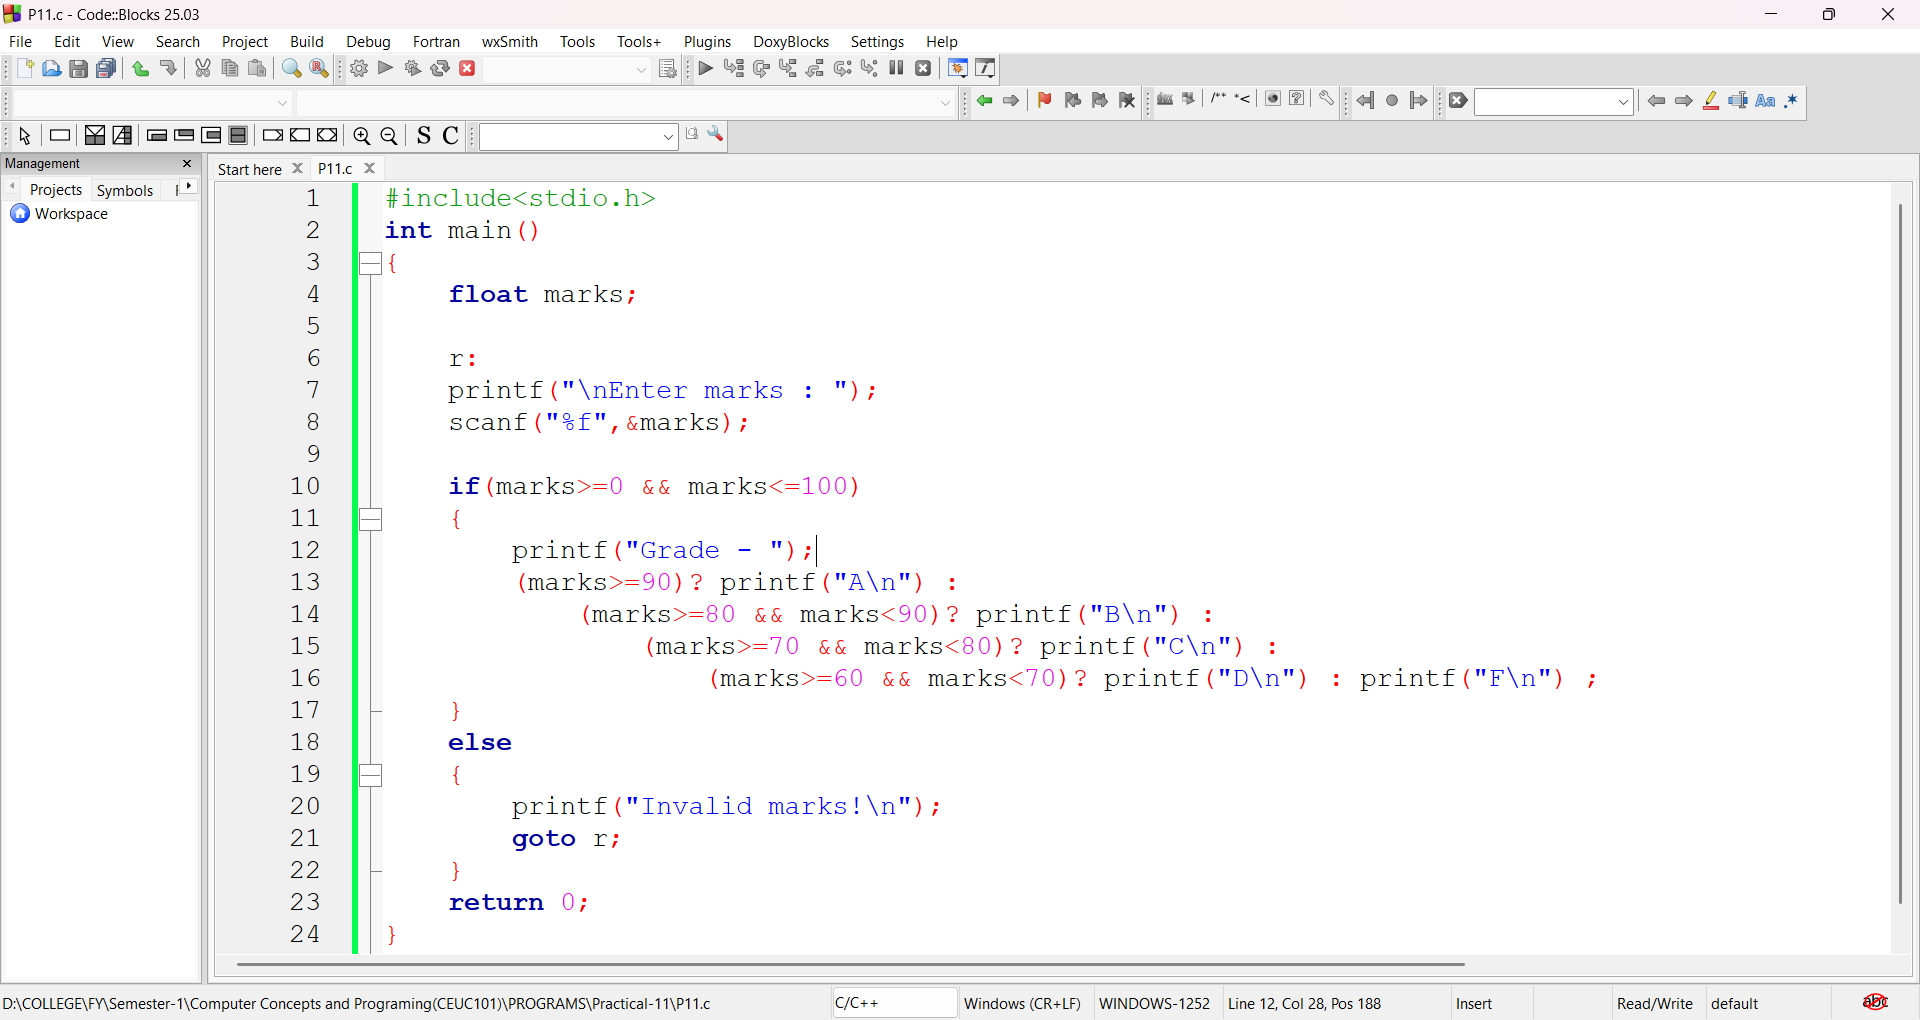 P11.c - Code::Blocks 25.03
File Edit View Search Project Build Debug Fortran wxSmith Tools Tools+ Plugins DoxyBlocks Settings Help
/** *<
Aa .*
S C
Management
Projects Symbols
Workspace
Start here P11.c
1 #include<stdio.h>
2 int main()
3 {
4     float marks;
5
6     r:
7     printf("\nEnter marks : ");
8     scanf("%f",&marks);
9
10     if(marks>=0 && marks<=100)
11     {
12         printf("Grade - ");
13         (marks>=90)? printf("A\n") :
14             (marks>=80 && marks<90)? printf("B\n") :
15                 (marks>=70 && marks<80)? printf("C\n") :
16                     (marks>=60 && marks<70)? printf("D\n") : printf("F\n") ;
17     }
18     else
19     {
20         printf("Invalid marks!\n");
21         goto r;
22     }
23     return 0;
24 }
D:\COLLEGE\FY\Semester-1\Computer Concepts and Programing(CEUC101)\PROGRAMS\Practical-11\P11.c C/C++ Windows (CR+LF) WINDOWS-1252 Line 12, Col 28, Pos 188 Insert Read/Write default abc